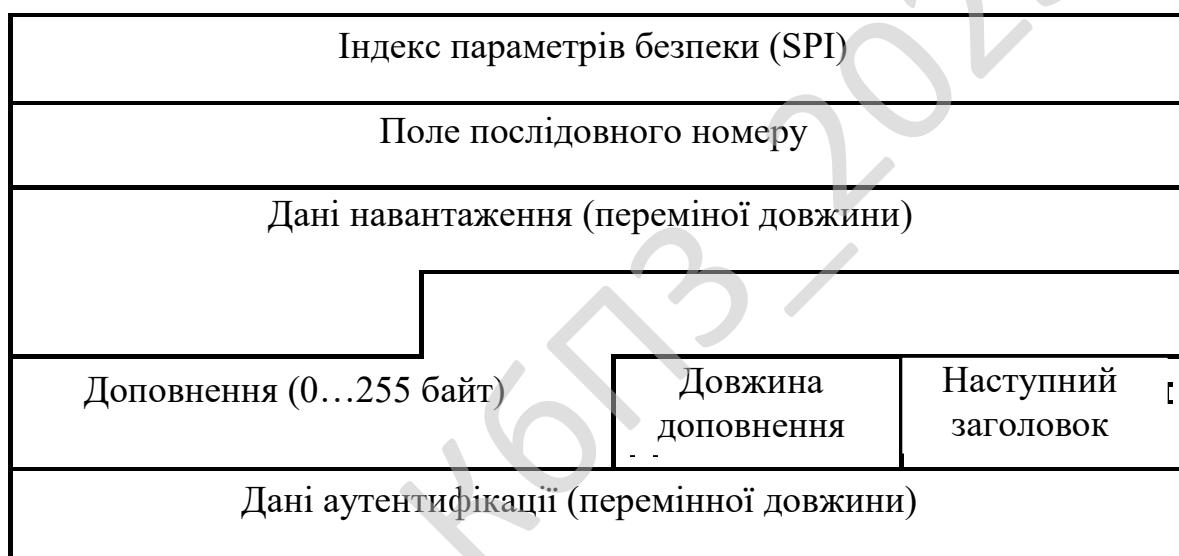 Індекс параметрів безпеки (SPI)
Поле послідовного номеру
Дані навантаження (переміної довжини)
Доповнення (0…255 байт)
Довжина
доповнення
Наступний
заголовок
Дані аутентифікації (перемінної довжини)
КбПЗ_202